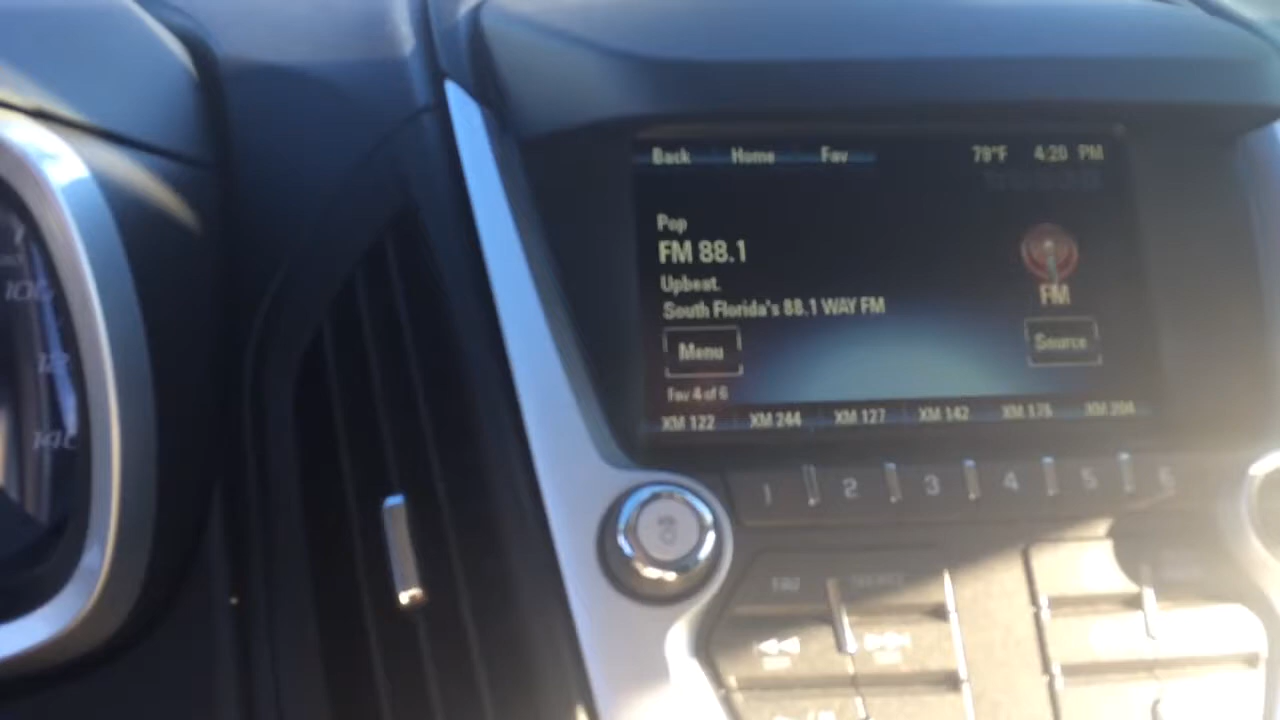 Back Home Fav 79°F 4:20 PM
Pop
FM 88.1
Upbeat.
South Florida's 88.1 WAY FM
FM
Menu
Source
Fav 4 of 6
XM 122 XM 244 XM 127 XM 142 XM 175 XM 204
1 2 3 4 5 6